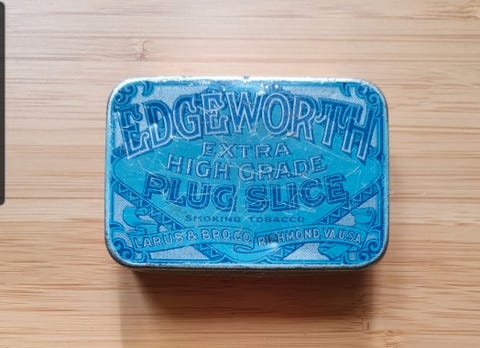 EDGEWORTH
EXTRA
HIGH GRADE
PLUG SLICE
SMOKING TOBACCO
LARUS & BRO. CO. RICHMOND, VA. U.S.A.